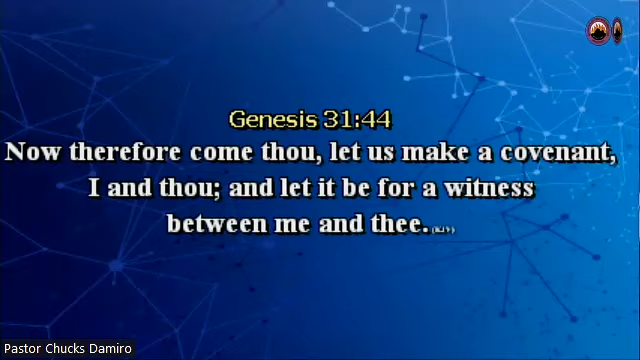 Genesis 31:44
Now therefore come thou, let us make a covenant,
I and thou; and let it be for a witness
between me and thee. (KJV)
Pastor Chucks Damiro